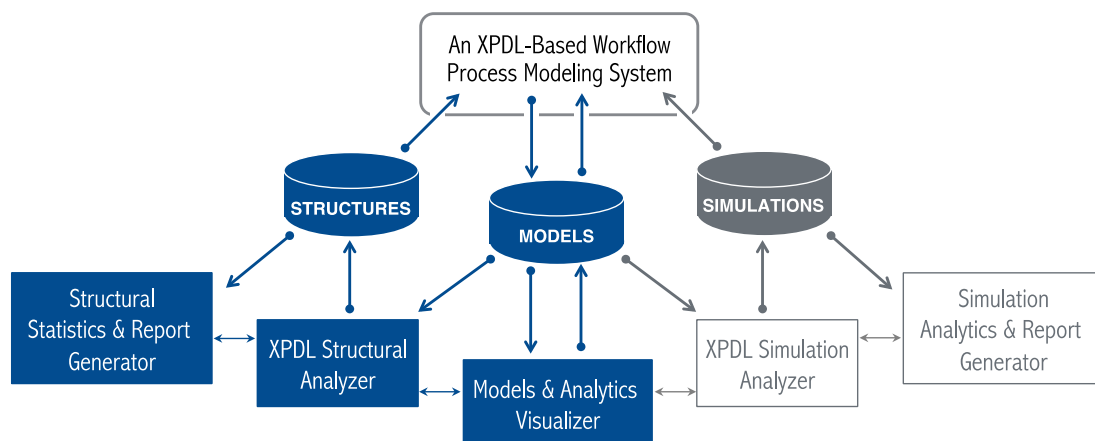 An XPDL-Based Workflow
Process Modeling System
STRUCTURES
MODELS
SIMULATIONS
Structural
Statistics & Report
Generator
XPDL Structural
Analyzer
Models & Analytics
Visualizer
XPDL Simulation
Analyzer
Simulation
Analytics & Report
Generator